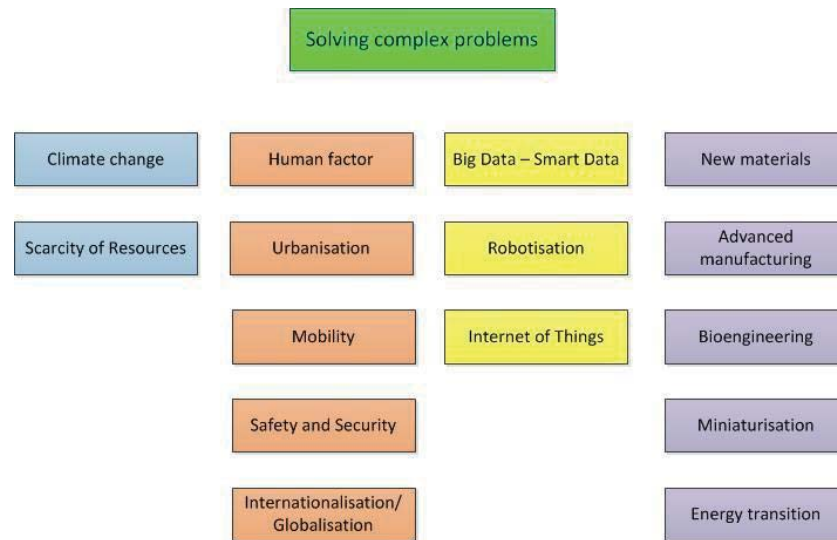 Solving complex problems
Climate change
Human factor
Big Data – Smart Data
New materials
Scarcity of Resources
Urbanisation
Robotisation
Advanced
manufacturing
Mobility
Internet of Things
Bioengineering
Safety and Security
Miniaturisation
Internationalisation/
Globalisation
Energy transition